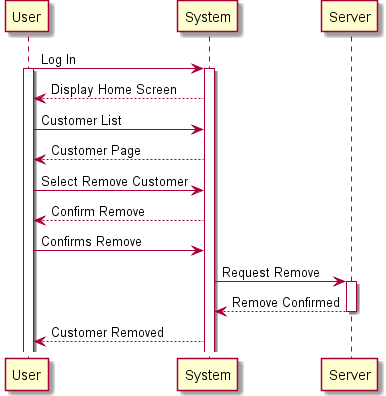 User System Server
Log In
Display Home Screen
Customer List
Customer Page
Select Remove Customer
Confirm Remove
Confirms Remove
Request Remove
Remove Confirmed
Customer Removed
User System Server